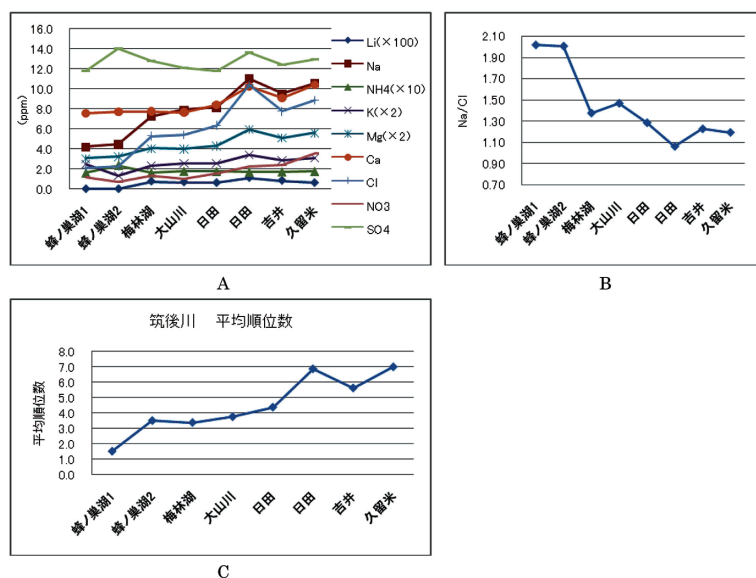 16.0
14.0
12.0
10.0
8.0
6.0
4.0
2.0
0.0
(ppm)
蜂ノ巣湖1
蜂ノ巣湖2
梅林湖
大山川
日田
日田
吉井
久留米
Li(×100)
Na
NH4(×10)
K(×2)
Mg(×2)
Ca
Cl
NO3
SO4
A
2.10
1.90
1.70
1.50
1.30
1.10
0.90
0.70
Na/Cl
蜂ノ巣湖1
蜂ノ巣湖2
梅林湖
大山川
日田
日田
吉井
久留米
B
筑後川 平均順位数
8.0
7.0
6.0
5.0
4.0
3.0
2.0
1.0
0.0
平均順位数
蜂ノ巣湖1
蜂ノ巣湖2
梅林湖
大山川
日田
日田
吉井
久留米
C